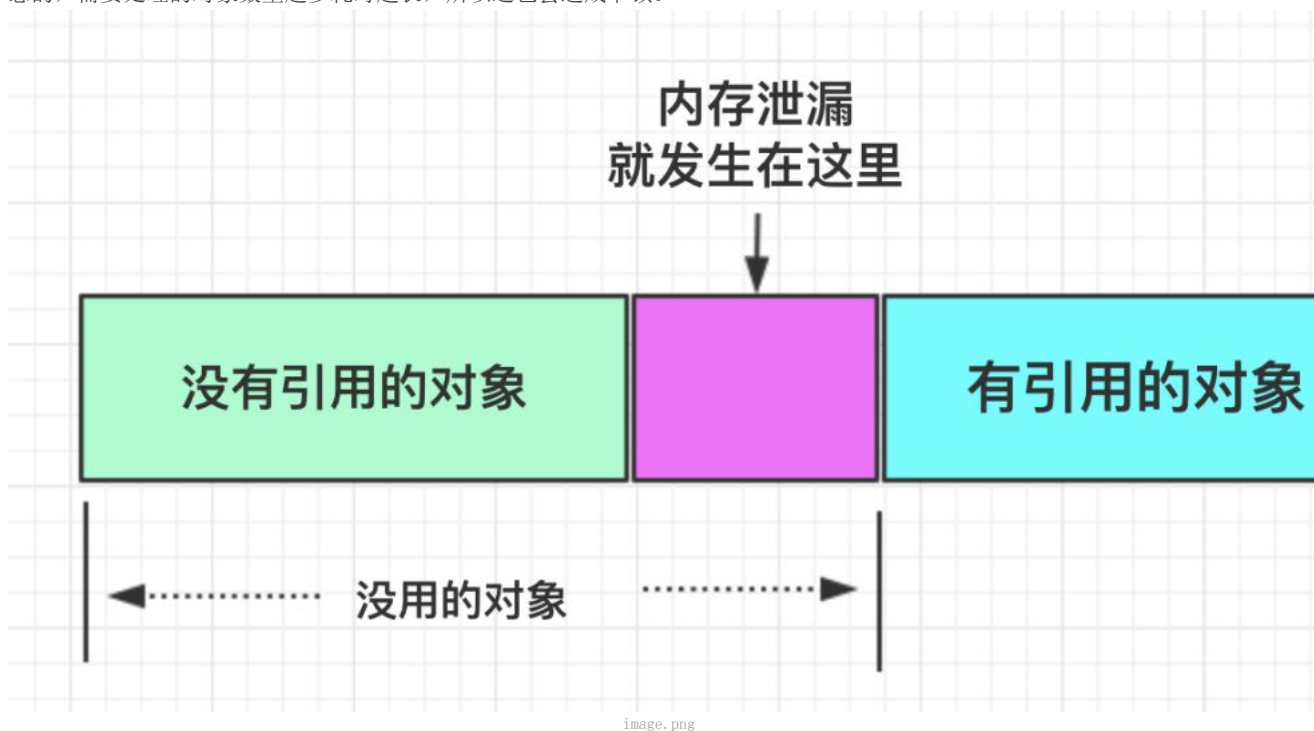 内存泄漏
就发生在这里
没有引用的对象
有引用的对象
没用的对象
image.png